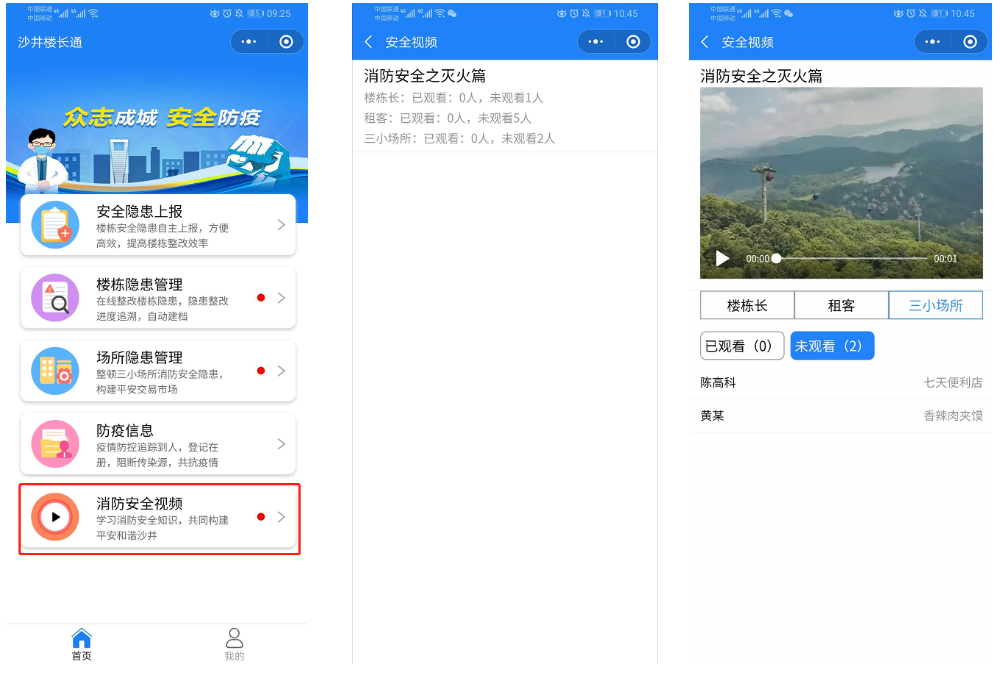 中国联通
中国移动
09:25
沙井楼长通
众志成城 安全防疫
安全隐患上报
楼栋安全隐患自主上报，方便
高效，提高楼栋整改效率
楼栋隐患管理
在线整改楼栋隐患，隐患整改
进度追溯，自动建档
场所隐患管理
整顿三小场所消防安全隐患，
构建平安交易市场
防疫信息
疫情防控追踪到人，登记在
册，阻断传染源，共抗疫情
消防安全视频
学习消防安全知识，共同构建
平安和谐沙井
首页
我的
中国联通
中国移动
10:45
安全视频
消防安全之灭火篇
楼栋长：已观看：0人，未观看1人
租客：已观看：0人，未观看5人
三小场所：已观看：0人，未观看2人
中国联通
中国移动
10:45
安全视频
消防安全之灭火篇
00:00
00:01
楼栋长
租客
三小场所
已观看（0）
未观看（2）
陈高科
七天便利店
黄某
香辣肉夹馍